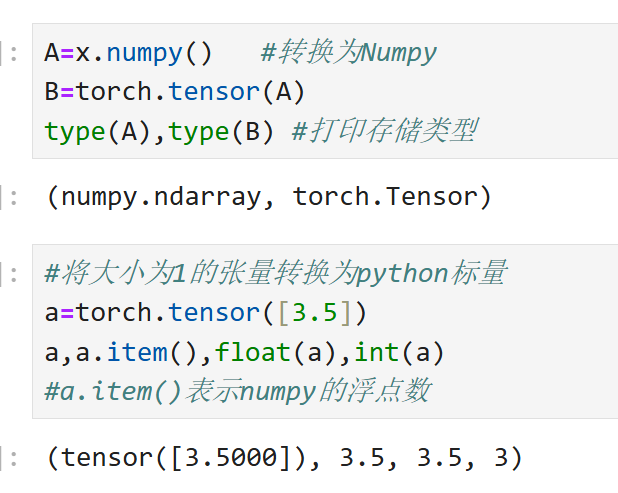 ]:
A=x.numpy()   #转换为Numpy
B=torch.tensor(A)
type(A),type(B) #打印存储类型
]:
(numpy.ndarray, torch.Tensor)
]:
#将大小为1的张量转换为python标量
a=torch.tensor([3.5])
a,a.item(),float(a),int(a)
#a.item()表示numpy的浮点数
]:
(tensor([3.5000]), 3.5, 3.5, 3)